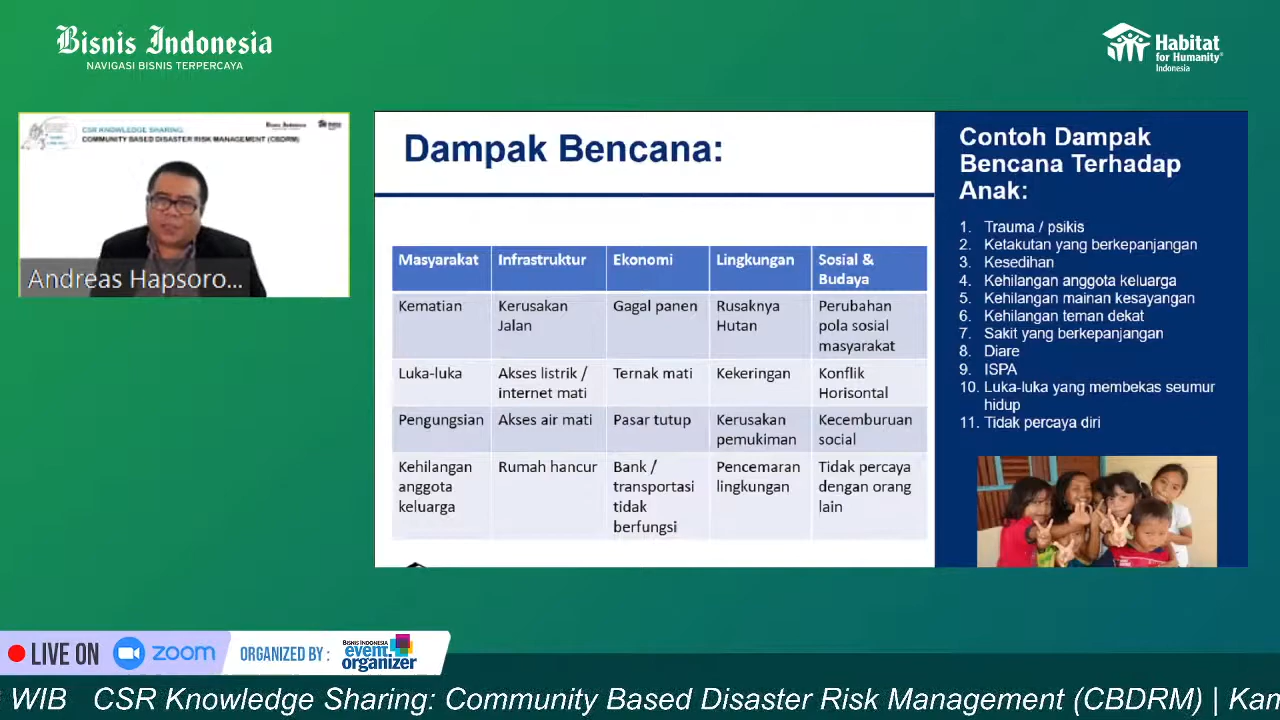 Bisnis Indonesia
NAVIGASI BISNIS TERPERCAYA
Habitat
for Humanity®
Indonesia
CSR KNOWLEDGE SHARING:
COMMUNITY BASED DISASTER RISK MANAGEMENT (CBDRM)
Andreas Hapsoro...
Dampak Bencana:
Masyarakat
Infrastruktur
Ekonomi
Lingkungan
Sosial &
Budaya
Kematian
Kerusakan
Jalan
Gagal panen
Rusaknya
Hutan
Perubahan
pola sosial
masyarakat
Luka-luka
Akses listrik /
internet mati
Ternak mati
Kekeringan
Konflik
Horisontal
Pengungsian
Akses air mati
Pasar tutup
Kerusakan
pemukiman
Kecemburuan
social
Kehilangan
anggota
keluarga
Rumah hancur
Bank /
transportasi
tidak
berfungsi
Pencemaran
lingkungan
Tidak percaya
dengan orang
lain
Contoh Dampak
Bencana Terhadap
Anak:
1. Trauma / psikis
2. Ketakutan yang berkepanjangan
3. Kesedihan
4. Kehilangan anggota keluarga
5. Kehilangan mainan kesayangan
6. Kehilangan teman dekat
7. Sakit yang berkepanjangan
8. Diare
9. ISPA
10. Luka-luka yang membekas seumur
hidup
11. Tidak percaya diri
LIVE ON
zoom
ORGANIZED BY :
BISNIS INDONESIA
event
organizer
WIB CSR Knowledge Sharing: Community Based Disaster Risk Management (CBDRM) | Kam